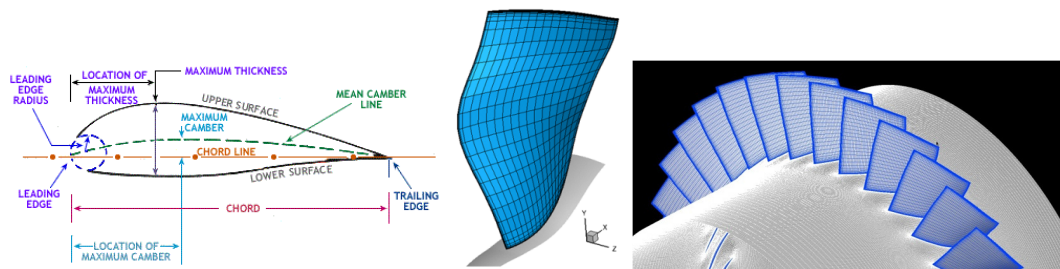 LEADING
EDGE
RADIUS
LOCATION OF
MAXIMUM
THICKNESS
MAXIMUM THICKNESS
UPPER SURFACE
MEAN CAMBER
LINE
MAXIMUM
CAMBER
CHORD LINE
LOWER SURFACE
LEADING
EDGE
CHORD
TRAILING
EDGE
LOCATION OF
MAXIMUM CAMBER
Y
X
Z